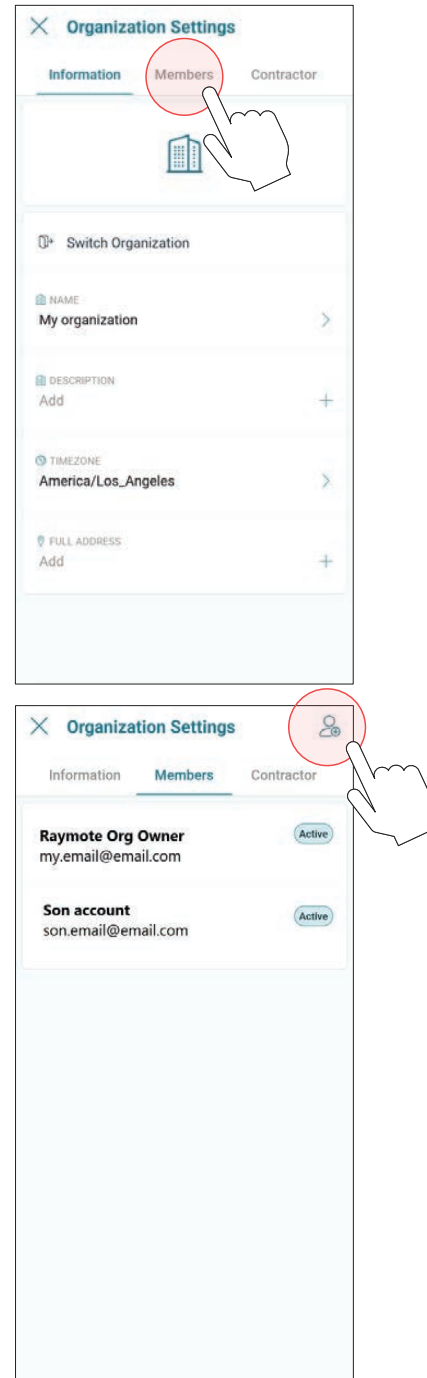 Organization Settings
Information Members Contractor
Switch Organization
NAME
My organization
DESCRIPTION
Add
TIMEZONE
America/Los_Angeles
FULL ADDRESS
Add
Organization Settings
Information Members Contractor
Raymote Org Owner Active
my.email@email.com
Son account Active
son.email@email.com